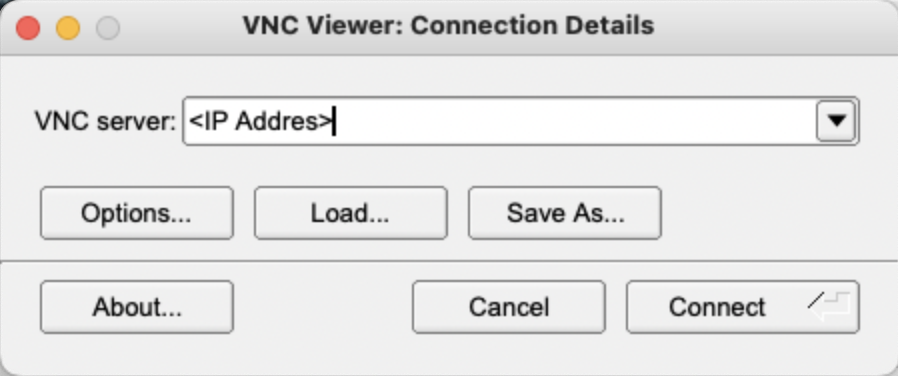 VNC Viewer: Connection Details
VNC server: <IP Addres>
Options... Load... Save As...
About... Cancel Connect